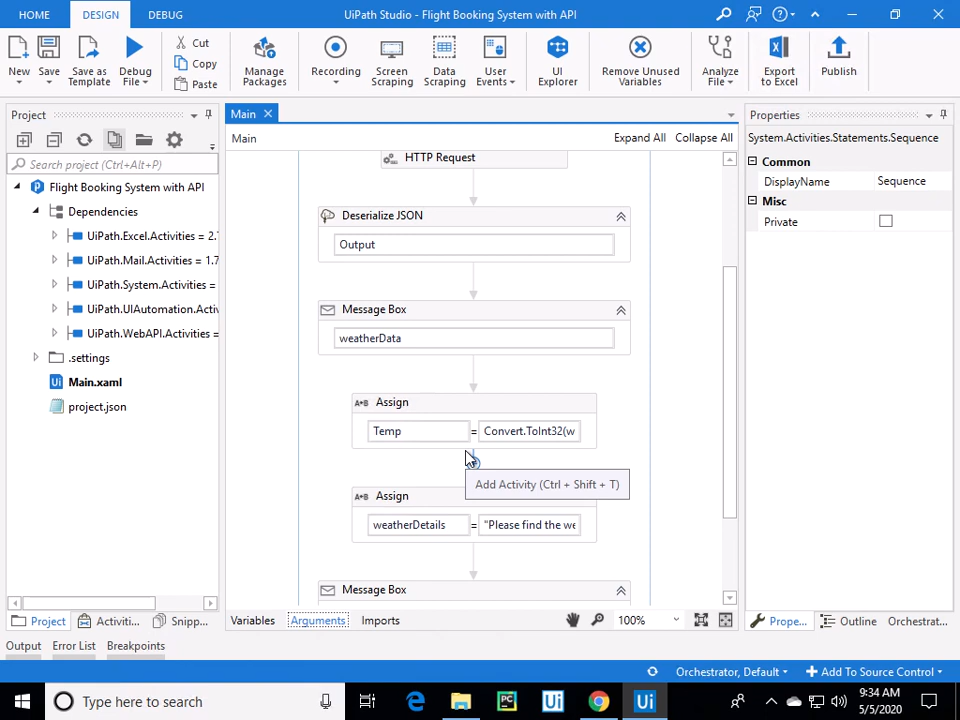 HOME
DESIGN
DEBUG
UiPath Studio - Flight Booking System with API
New
Save
Save as Template
Debug File
Cut
Copy
Paste
Manage Packages
Recording
Screen Scraping
Data Scraping
User Events
UI Explorer
Remove Unused Variables
Analyze File
Export to Excel
Publish
Project
Search project (Ctrl+Alt+P)
Flight Booking System with API
Dependencies
UiPath.Excel.Activities = 2.7
UiPath.Mail.Activities = 1.7
UiPath.System.Activities =
UiPath.UIAutomation.Activ
UiPath.WebAPI.Activities =
.settings
Main.xaml
project.json
Project
Activiti...
Snipp...
Main
Main
Expand All
Collapse All
HTTP Request
Deserialize JSON
Output
Message Box
weatherData
A*B Assign
Temp = Convert.ToInt32(w
Add Activity (Ctrl + Shift + T)
A*B Assign
weatherDetails = "Please find the we
Message Box
Variables
Arguments
Imports
100%
Properties
System.Activities.Statements.Sequence
Common
DisplayName Sequence
Misc
Private
Prope...
Outline
Orchestr...
Output
Error List
Breakpoints
Orchestrator, Default
Add To Source Control
Type here to search
PC
Ui
Ui
9:34 AM
5/5/2020